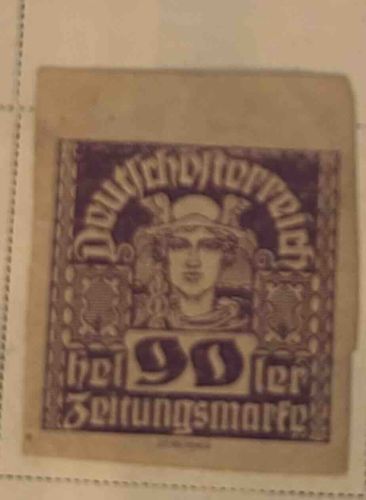 Deutschösterreich
hel 90 ler
Zeitungsmarke